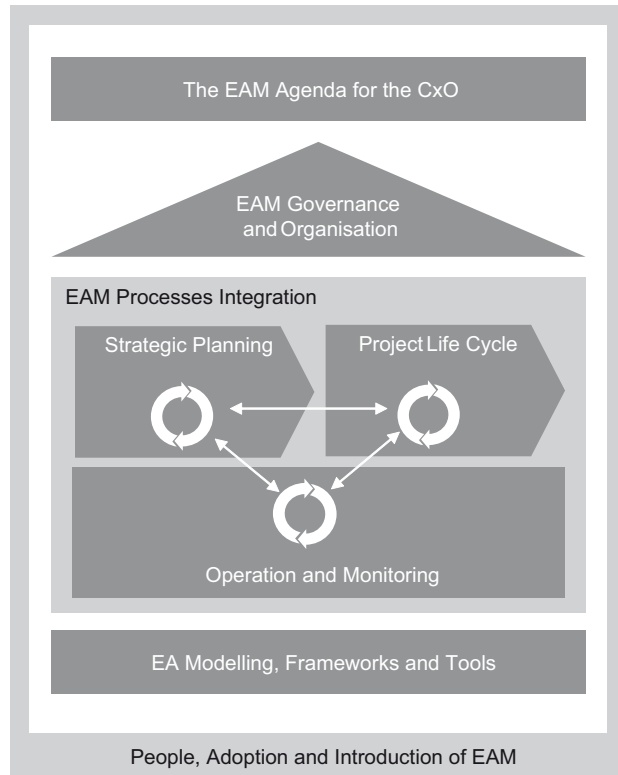 The EAM Agenda for the CxO
EAM Governance
and Organisation
EAM Processes Integration
Strategic Planning
Project Life Cycle
Operation and Monitoring
EA Modelling, Frameworks and Tools
People, Adoption and Introduction of EAM